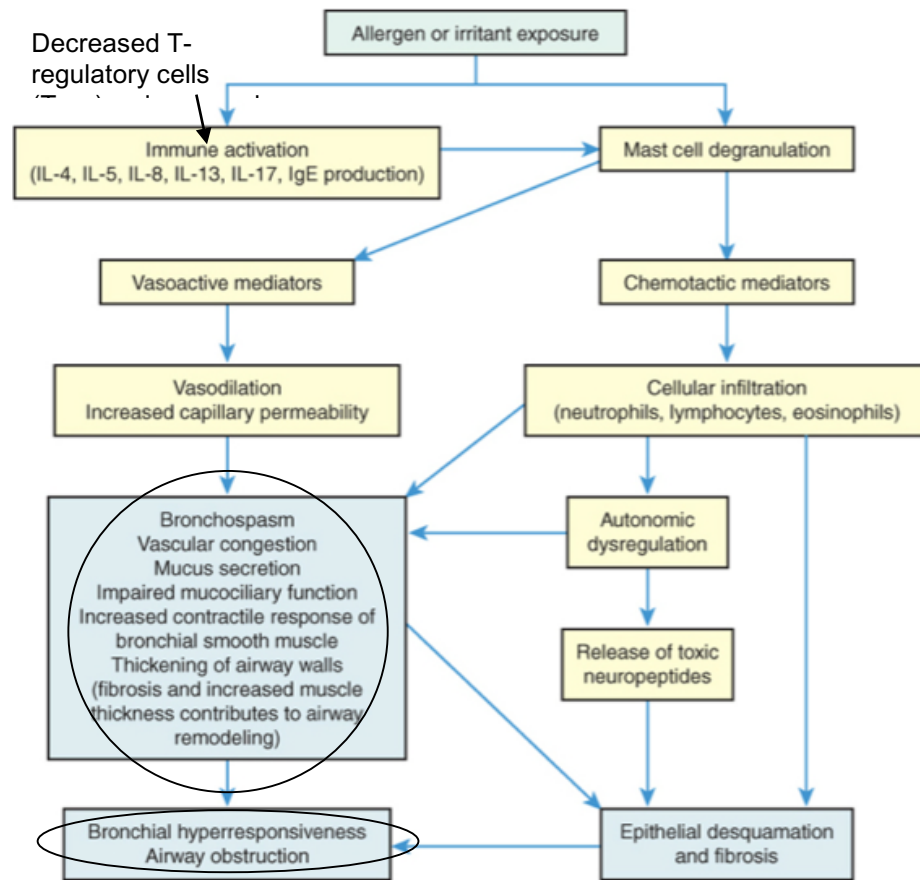 Decreased T-
regulatory cells
Allergen or irritant exposure
Immune activation
(IL-4, IL-5, IL-8, IL-13, IL-17, IgE production)
Mast cell degranulation
Vasoactive mediators
Chemotactic mediators
Vasodilation
Increased capillary permeability
Cellular infiltration
(neutrophils, lymphocytes, eosinophils)
Bronchospasm
Vascular congestion
Mucus secretion
Impaired mucociliary function
Increased contractile response of
bronchial smooth muscle
Thickening of airway walls
(fibrosis and increased muscle
thickness contributes to airway
remodeling)
Autonomic
dysregulation
Release of toxic
neuropeptides
Bronchial hyperresponsiveness
Airway obstruction
Epithelial desquamation
and fibrosis